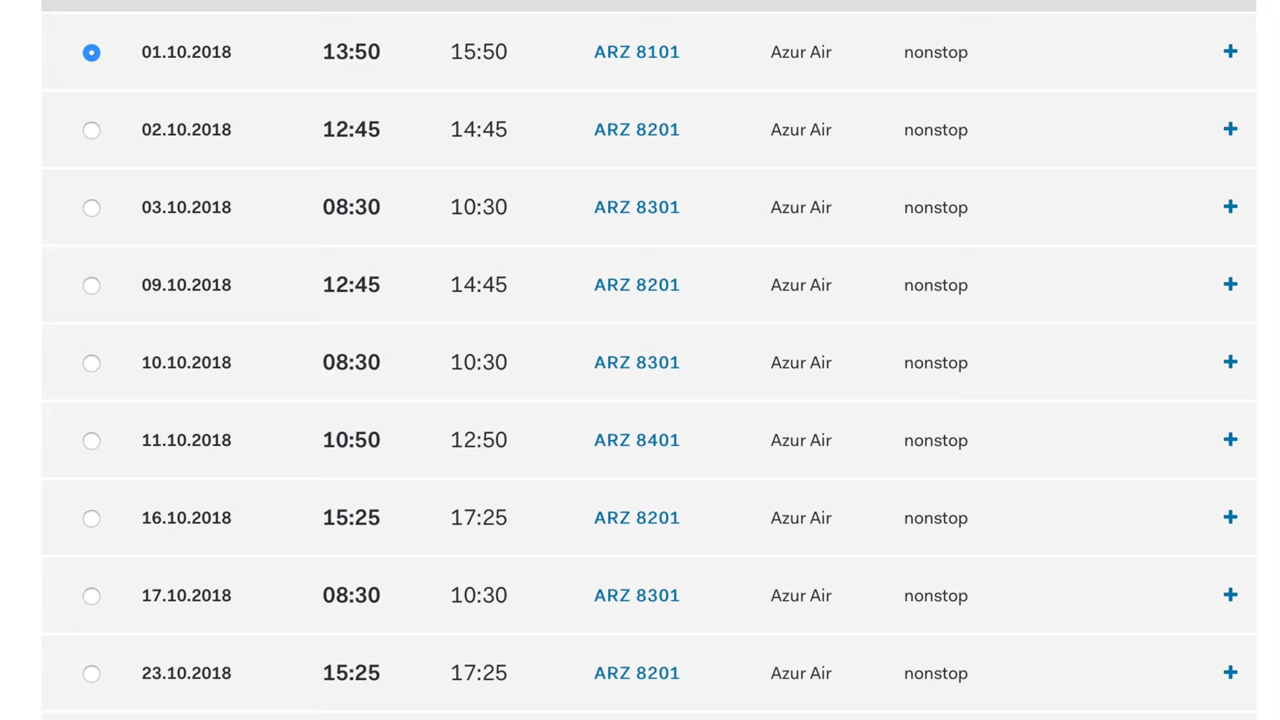 01.10.2018 13:50 15:50 ARZ 8101 Azur Air nonstop +
02.10.2018 12:45 14:45 ARZ 8201 Azur Air nonstop +
03.10.2018 08:30 10:30 ARZ 8301 Azur Air nonstop +
09.10.2018 12:45 14:45 ARZ 8201 Azur Air nonstop +
10.10.2018 08:30 10:30 ARZ 8301 Azur Air nonstop +
11.10.2018 10:50 12:50 ARZ 8401 Azur Air nonstop +
16.10.2018 15:25 17:25 ARZ 8201 Azur Air nonstop +
17.10.2018 08:30 10:30 ARZ 8301 Azur Air nonstop +
23.10.2018 15:25 17:25 ARZ 8201 Azur Air nonstop +